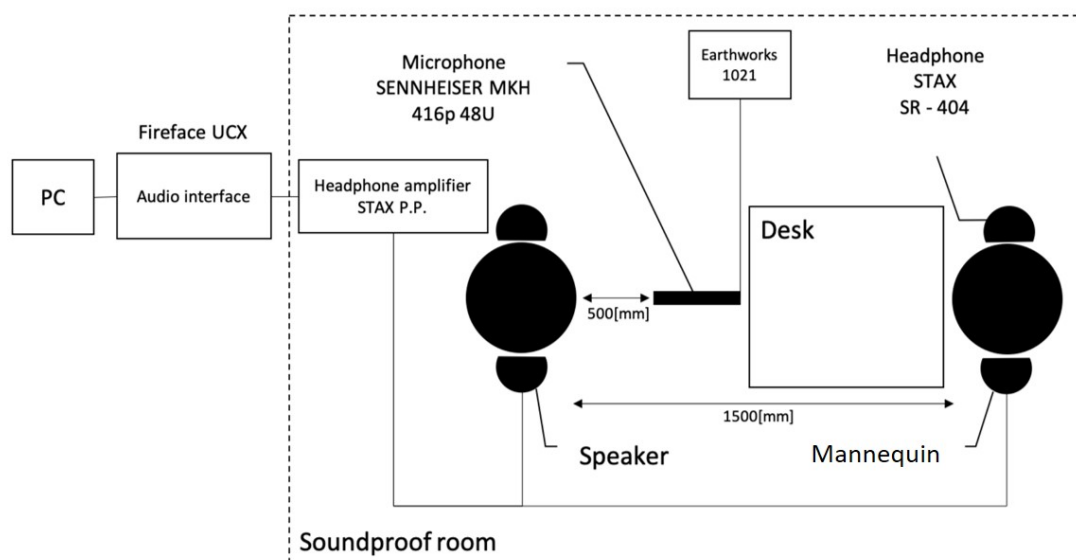 Microphone
SENNHEISER MKH
416p 48U
Earthworks
1021
Headphone
STAX
SR - 404
Fireface UCX
PC
Audio interface
Headphone amplifier
STAX P.P.
Desk
500[mm]
1500[mm]
Speaker
Mannequin
Soundproof room